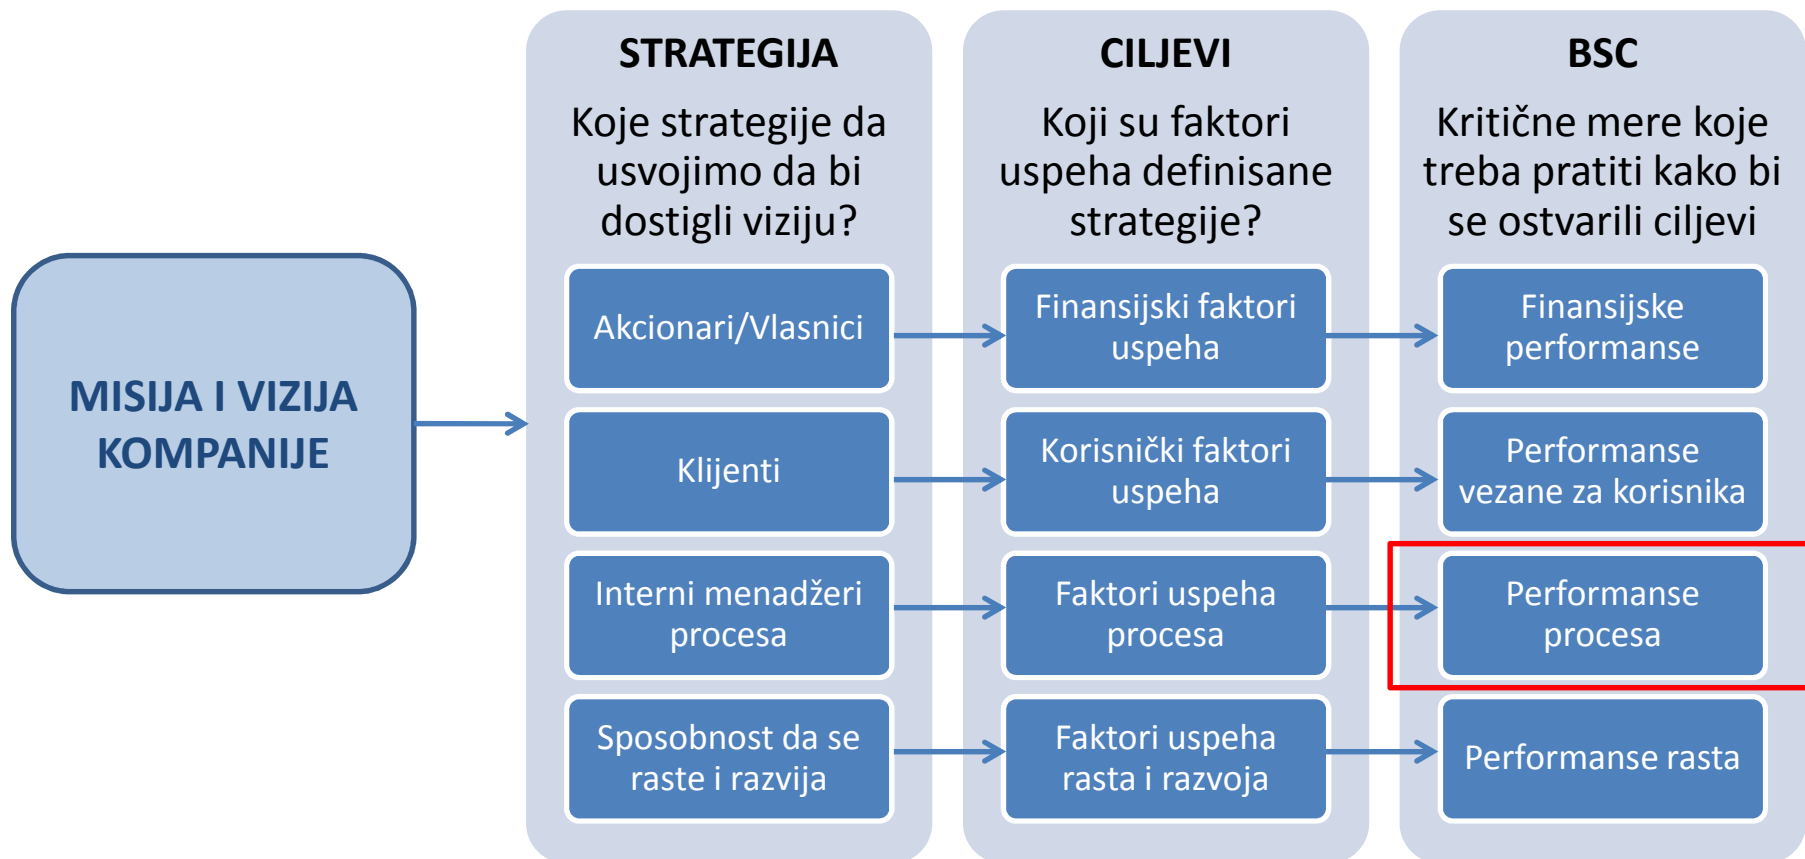 MISIJA I VIZIJA
KOMPANIJE
STRATEGIJA
Koje strategije da
usvojimo da bi
dostigli viziju?
Akcionari/Vlasnici
Klijenti
Interni menadžeri
procesa
Sposobnost da se
raste i razvija
CILJEVI
Koji su faktori
uspeha definisane
strategije?
Finansijski faktori
uspeha
Korisnički faktori
uspeha
Faktori uspeha
procesa
Faktori uspeha
rasta i razvoja
BSC
Kritične mere koje
treba pratiti kako bi
se ostvarili ciljevi
Finansijske
performanse
Performanse
vezane za korisnika
Performanse
procesa
Performanse rasta